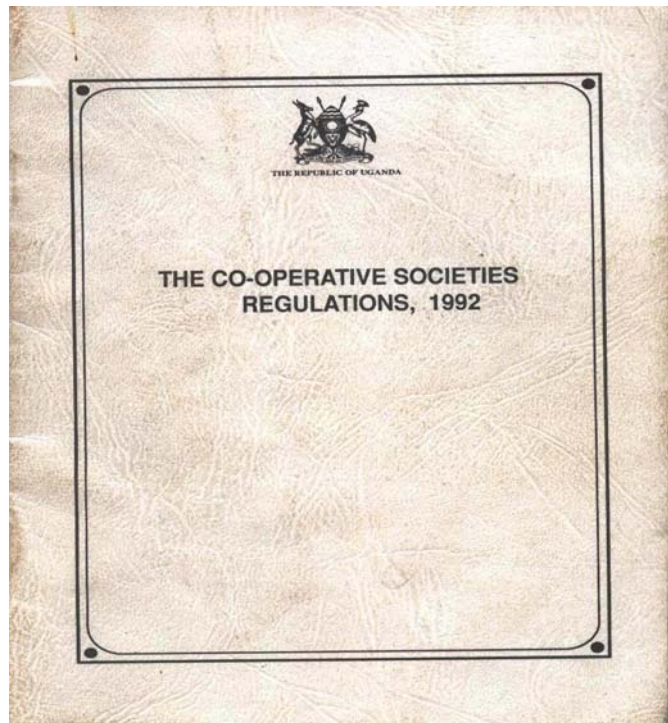 THE REPUBLIC OF UGANDA
THE CO-OPERATIVE SOCIETIES
REGULATIONS, 1992